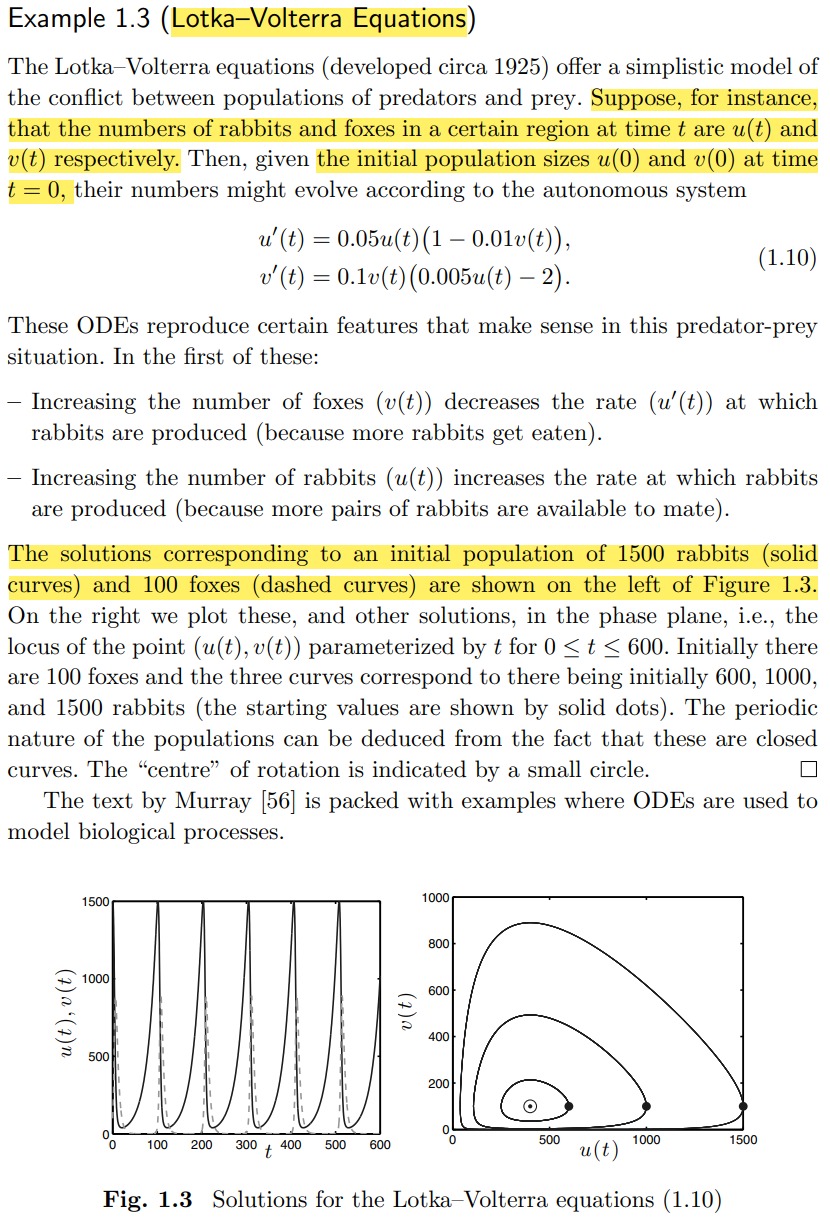 Example 1.3 (Lotka–Volterra Equations)
The Lotka–Volterra equations (developed circa 1925) offer a simplistic model of
the conflict between populations of predators and prey. Suppose, for instance,
that the numbers of rabbits and foxes in a certain region at time t are u(t) and
v(t) respectively. Then, given the initial population sizes u(0) and v(0) at time
t = 0, their numbers might evolve according to the autonomous system
u′(t) = 0.05u(t)(1 − 0.01v(t)),
v′(t) = 0.1v(t)(0.005u(t) − 2).
(1.10)
These ODEs reproduce certain features that make sense in this predator-prey
situation. In the first of these:
– Increasing the number of foxes (v(t)) decreases the rate (u′(t)) at which
rabbits are produced (because more rabbits get eaten).
– Increasing the number of rabbits (u(t)) increases the rate at which rabbits
are produced (because more pairs of rabbits are available to mate).
The solutions corresponding to an initial population of 1500 rabbits (solid
curves) and 100 foxes (dashed curves) are shown on the left of Figure 1.3.
On the right we plot these, and other solutions, in the phase plane, i.e., the
locus of the point (u(t), v(t)) parameterized by t for 0 ≤ t ≤ 600. Initially there
are 100 foxes and the three curves correspond to there being initially 600, 1000,
and 1500 rabbits (the starting values are shown by solid dots). The periodic
nature of the populations can be deduced from the fact that these are closed
curves. The “centre” of rotation is indicated by a small circle. □
The text by Murray [56] is packed with examples where ODEs are used to
model biological processes.
1500
1000
500
0
u(t), v(t)
0 100 200 300 400 500 600
t
1000
800
600
400
200
0
v(t)
0 500 1000 1500
u(t)
Fig. 1.3 Solutions for the Lotka–Volterra equations (1.10)